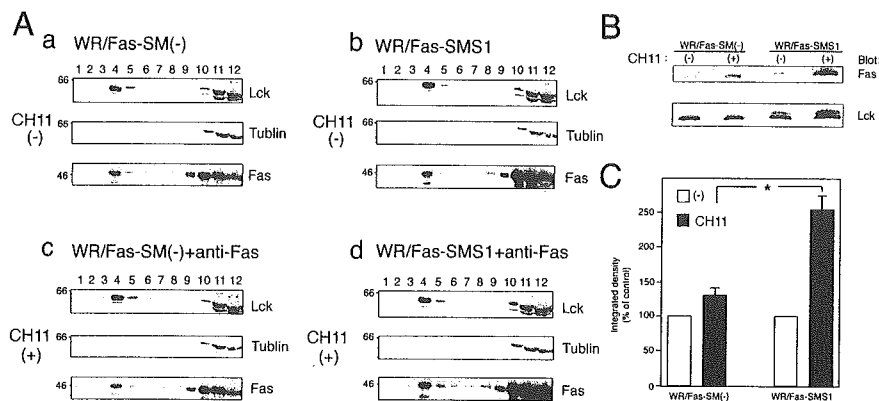 A
a WR/Fas-SM(-)
1 2 3 4 5 6 7 8 9 10 11 12
66
Lck
CH11
(-)
66
Tublin
46
Fas
b WR/Fas-SMS1
1 2 3 4 5 6 7 8 9 10 11 12
66
Lck
CH11
(-)
66
Tublin
46
Fas
c WR/Fas-SM(-)+anti-Fas
1 2 3 4 5 6 7 8 9 10 11 12
66
Lck
CH11
(+)
66
Tublin
46
Fas
d WR/Fas-SMS1+anti-Fas
1 2 3 4 5 6 7 8 9 10 11 12
66
Lck
CH11
(+)
66
Tublin
46
Fas
B
WR/Fas-SM(-) WR/Fas-SMS1
CH11 : (-) (+) (-) (+) Blot:
Fas
Lck
C
(-)
CH11
*
Integrated density
(% of control)
250
200
150
100
50
0
WR/Fas-SM(-) WR/Fas-SMS1